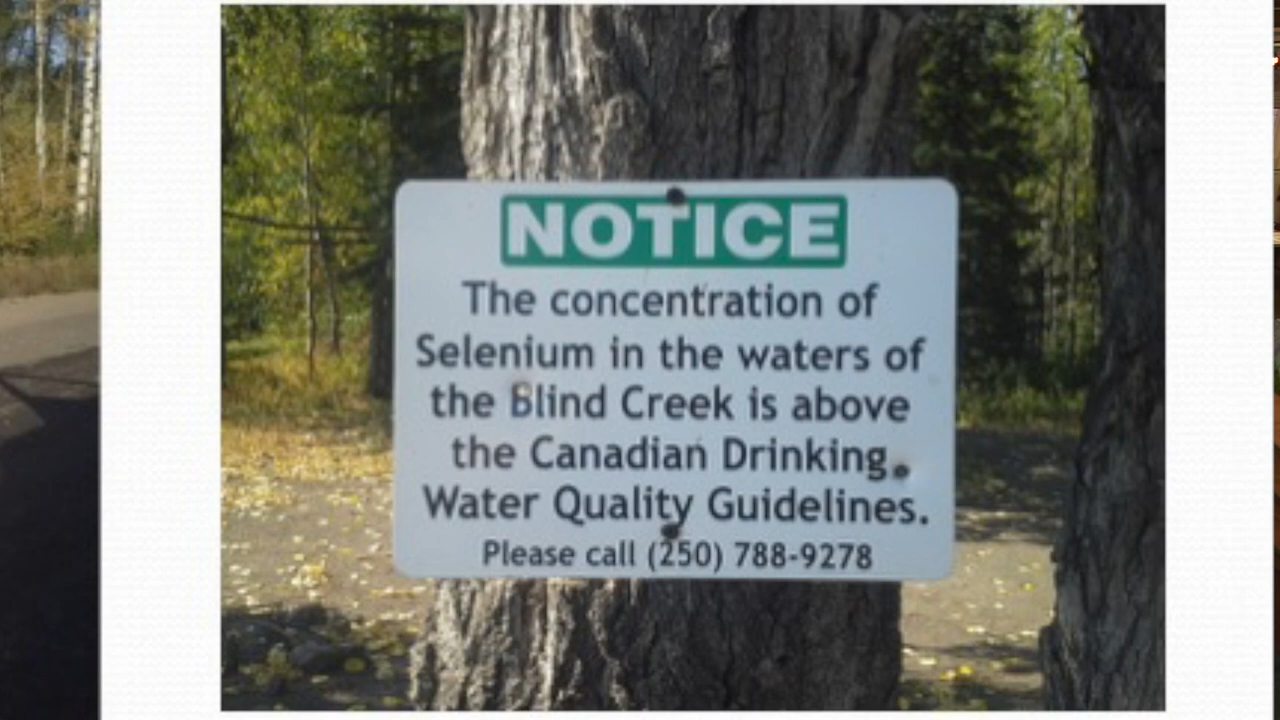 NOTICE
The concentration of
Selenium in the waters of
the Blind Creek is above
the Canadian Drinking
Water Quality Guidelines.
Please call (250) 788-9278